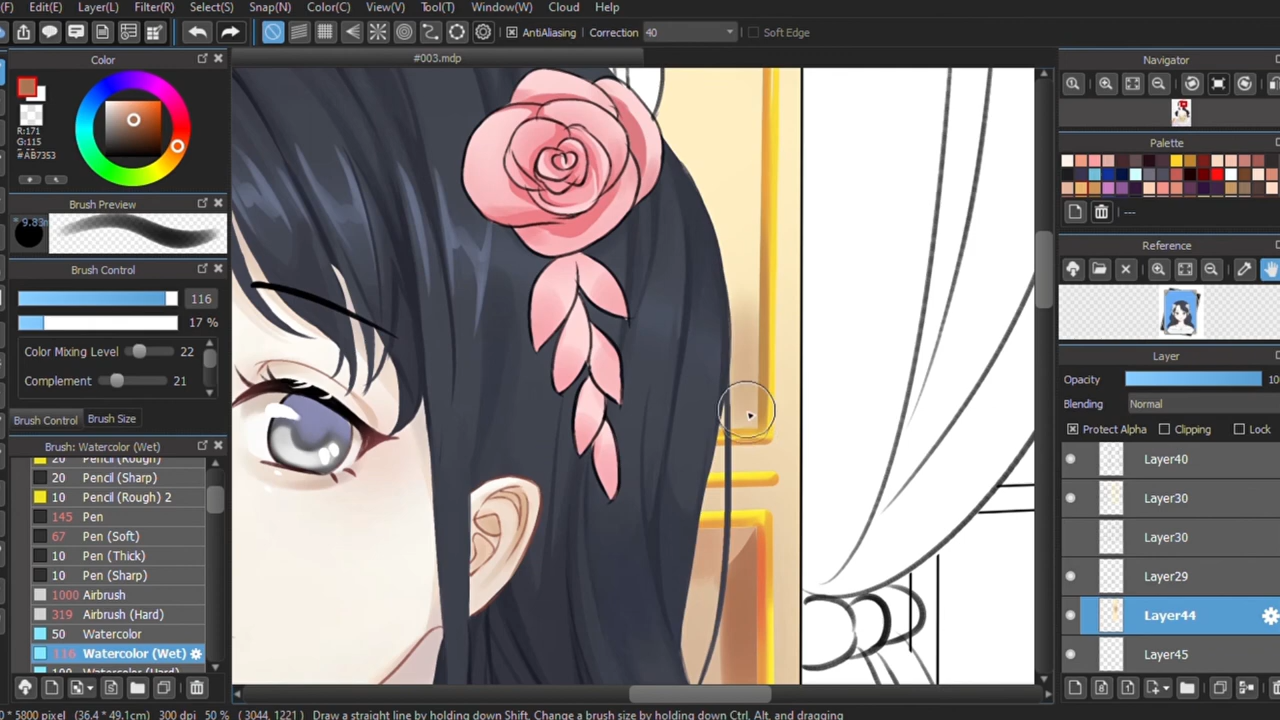 (F) Edit(E) Layer(L) Filter(R) Select(S) Snap(N) Color(C) View(V) Tool(T) Window(W) Cloud Help
AntiAliasing Correction 40 Soft Edge
Color
#003.mdp
Navigator
R:171
G:115
#AB7353
Palette
Brush Preview
---
Reference
Brush Control
116
17 %
Color Mixing Level 22
Complement 21
Layer
Opacity 10
Blending Normal
Brush Control Brush Size
Protect Alpha Clipping Lock
Brush: Watercolor (Wet)
20 Pencil (Rough)
20 Pencil (Sharp)
10 Pencil (Rough) 2
145 Pen
67 Pen (Soft)
10 Pen (Thick)
10 Pen (Sharp)
1000 Airbrush
319 Airbrush (Hard)
50 Watercolor
116 Watercolor (Wet)
100 Watercolor (Hard)
Layer40
Layer30
Layer30
Layer29
Layer44
Layer45
0 * 5800 pixel (36.4 * 49.1cm) 300 dpi 50 % ( 3044, 1221 ) Draw a straight line by holding down Shift, Change a brush size by holding down Ctrl, Alt, and dragging